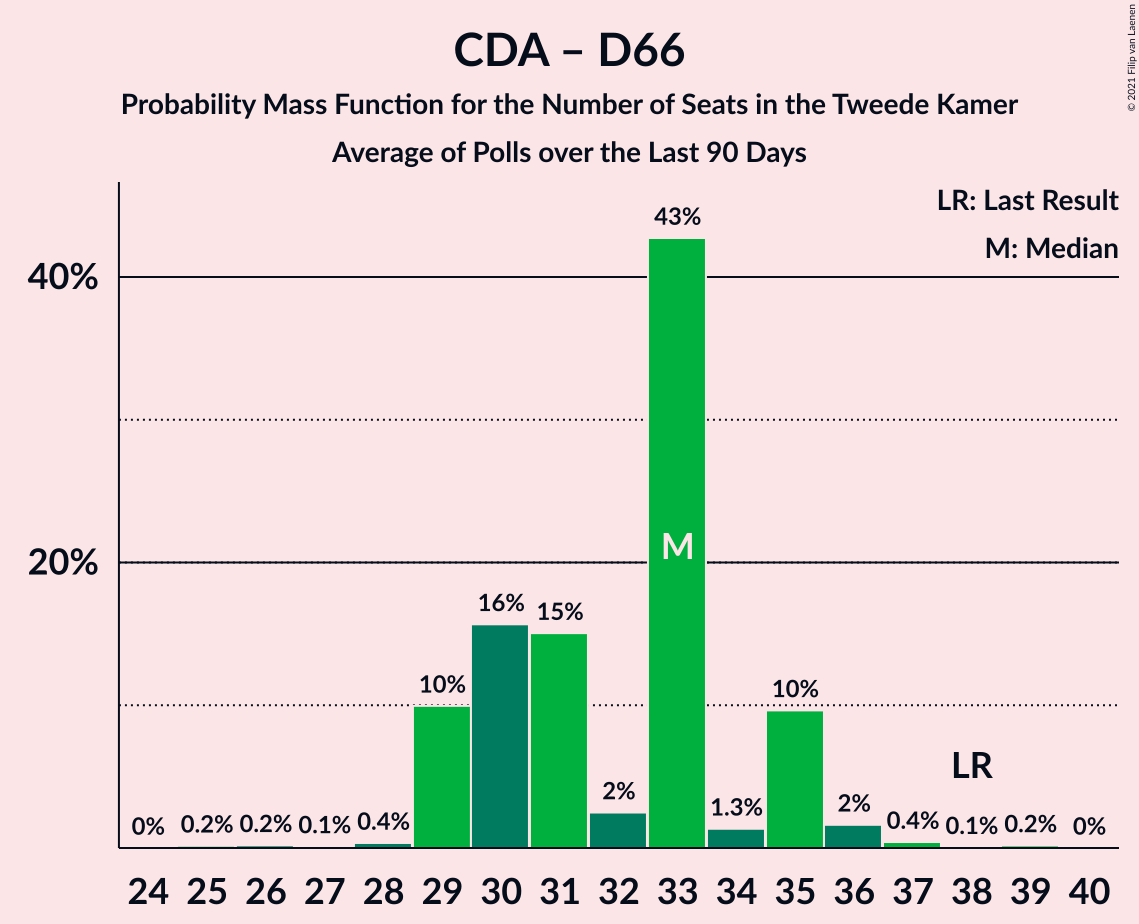 CDA – D66
Probability Mass Function for the Number of Seats in the Tweede Kamer
Average of Polls over the Last 90 Days
© 2021 Filip van Laenen
LR: Last Result
M: Median
43%
40%
M
20%
16%
15%
10%
10%
LR
2%
1.3%
2%
0%
0.2%
0.2%
0.1%
0.4%
0.4%
0.1%
0.2%
0%
24 25 26 27 28 29 30 31 32 33 34 35 36 37 38 39 40